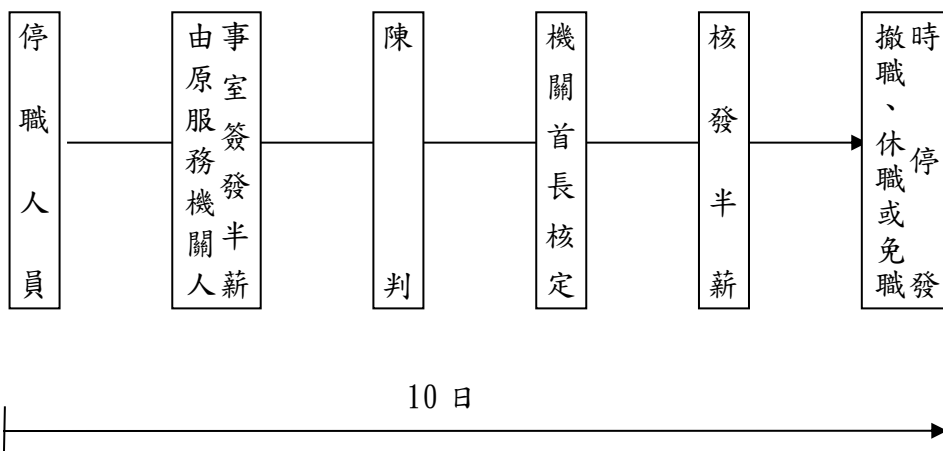 停職人員
由原服務機關人
事室簽發半薪
陳判
機關首長核定
核發半薪
撤職、休職或免職
時停發
10 日